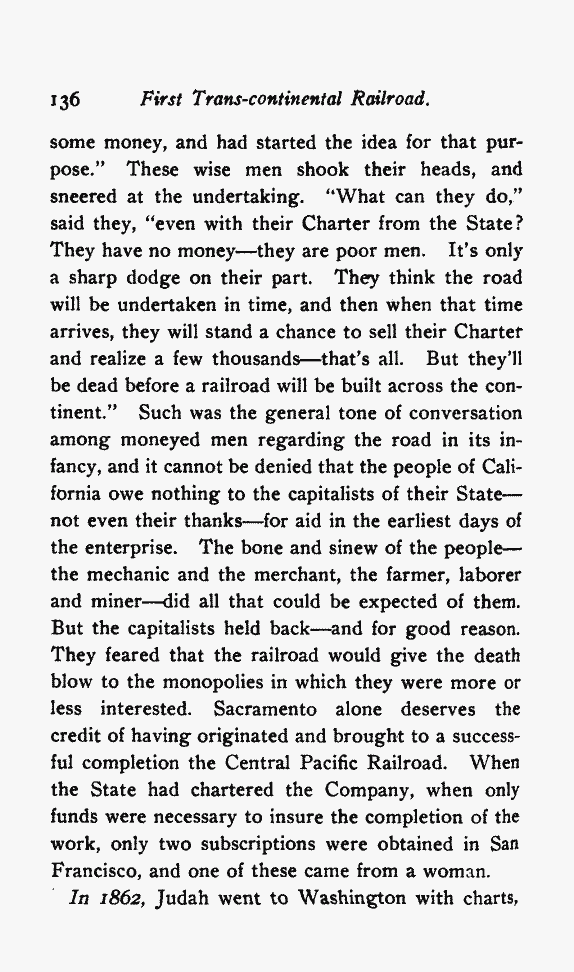 136 First Trans-continental Railroad.
some money, and had started the idea for that pur-
pose." These wise men shook their heads, and
sneered at the undertaking. "What can they do,"
said they, "even with their Charter from the State?
They have no money—they are poor men. It's only
a sharp dodge on their part. They think the road
will be undertaken in time, and then when that time
arrives, they will stand a chance to sell their Charter
and realize a few thousands—that's all. But they'll
be dead before a railroad will be built across the con-
tinent." Such was the general tone of conversation
among moneyed men regarding the road in its in-
fancy, and it cannot be denied that the people of Cali-
fornia owe nothing to the capitalists of their State—
not even their thanks—for aid in the earliest days of
the enterprise. The bone and sinew of the people—
the mechanic and the merchant, the farmer, laborer
and miner—did all that could be expected of them.
But the capitalists held back—and for good reason.
They feared that the railroad would give the death
blow to the monopolies in which they were more or
less interested. Sacramento alone deserves the
credit of having originated and brought to a success-
ful completion the Central Pacific Railroad. When
the State had chartered the Company, when only
funds were necessary to insure the completion of the
work, only two subscriptions were obtained in San
Francisco, and one of these came from a woman.
In 1862, Judah went to Washington with charts,